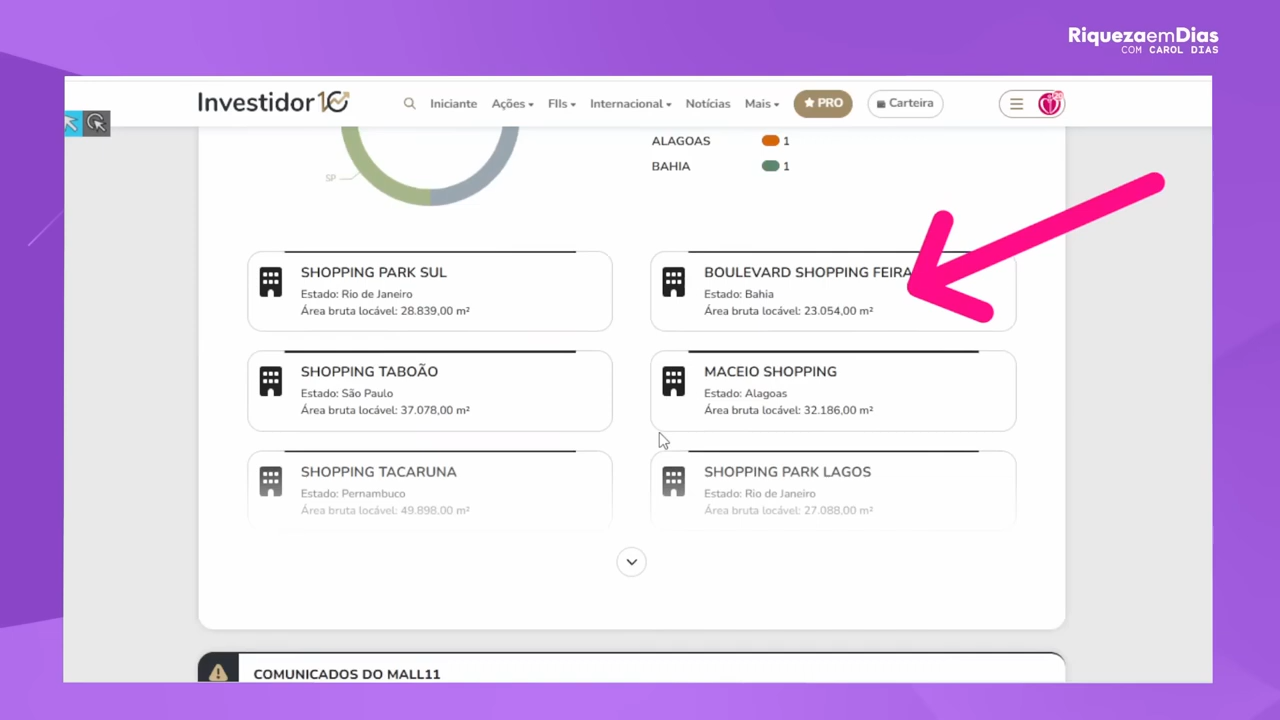 RiquezaemDias
COM CAROL DIAS
Investidor10
Iniciante
Ações
FIIs
Internacional
Notícias
Mais
PRO
Carteira
ALAGOAS 1
BAHIA 1
SP
SHOPPING PARK SUL
Estado: Rio de Janeiro
Área bruta locável: 28.839,00 m²
BOULEVARD SHOPPING FEIRA
Estado: Bahia
Área bruta locável: 23.054,00 m²
SHOPPING TABOÃO
Estado: São Paulo
Área bruta locável: 37.078,00 m²
MACEIO SHOPPING
Estado: Alagoas
Área bruta locável: 32.186,00 m²
SHOPPING TACARUNA
Estado: Pernambuco
Área bruta locável: 49.898,00 m²
SHOPPING PARK LAGOS
Estado: Rio de Janeiro
Área bruta locável: 27.088,00 m²
COMUNICADOS DO MALL11